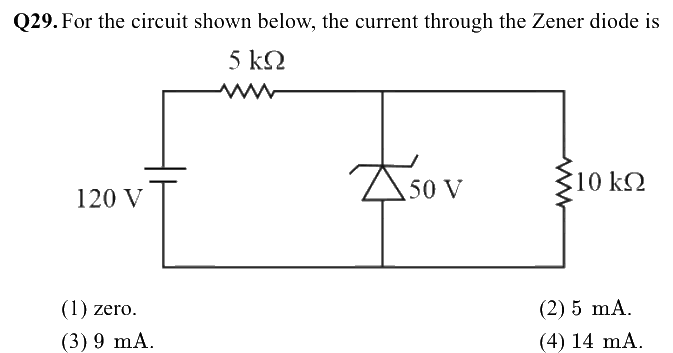 Q29. For the circuit shown below, the current through the Zener diode is
5 kΩ
120 V
50 V
10 kΩ
(1) zero.
(2) 5 mA.
(3) 9 mA.
(4) 14 mA.